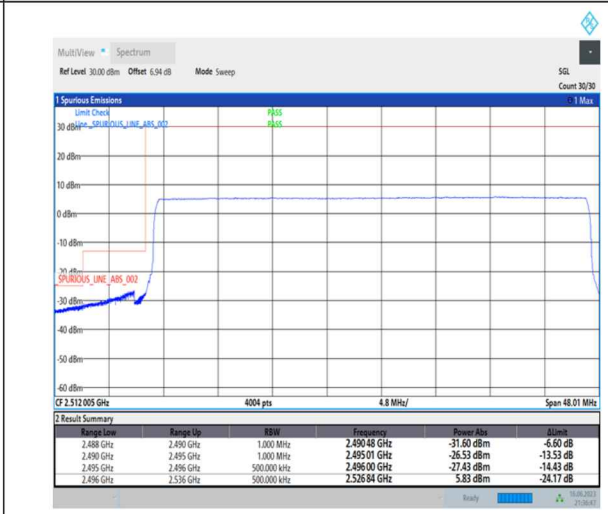 MultiView Spectrum
Ref Level 30.00 dBm Offset 6.94 dB Mode Sweep SGL
Count 30/30
1 Spurious Emissions 1 Max
Limit Check PASS
Line _SPURIOUS_LINE_ABS_002 PASS
30 dBm
20 dBm
10 dBm
0 dBm
-10 dBm
-20 dBm
SPURIOUS_LINE_ABS_002
-30 dBm
-40 dBm
-50 dBm
-60 dBm
CF 2.512 005 GHz 4004 pts 4.8 MHz/ Span 48.01 MHz
2 Result Summary
Range Low Range Up RBW Frequency Power Abs ΔLimit
2.488 GHz 2.490 GHz 1.000 MHz 2.490 48 GHz -31.60 dBm -6.60 dB
2.490 GHz 2.495 GHz 1.000 MHz 2.495 01 GHz -26.53 dBm -13.53 dB
2.495 GHz 2.496 GHz 500.000 kHz 2.496 00 GHz -27.43 dBm -14.43 dB
2.496 GHz 2.536 GHz 500.000 kHz 2.526 84 GHz 5.83 dBm -24.17 dB
Ready